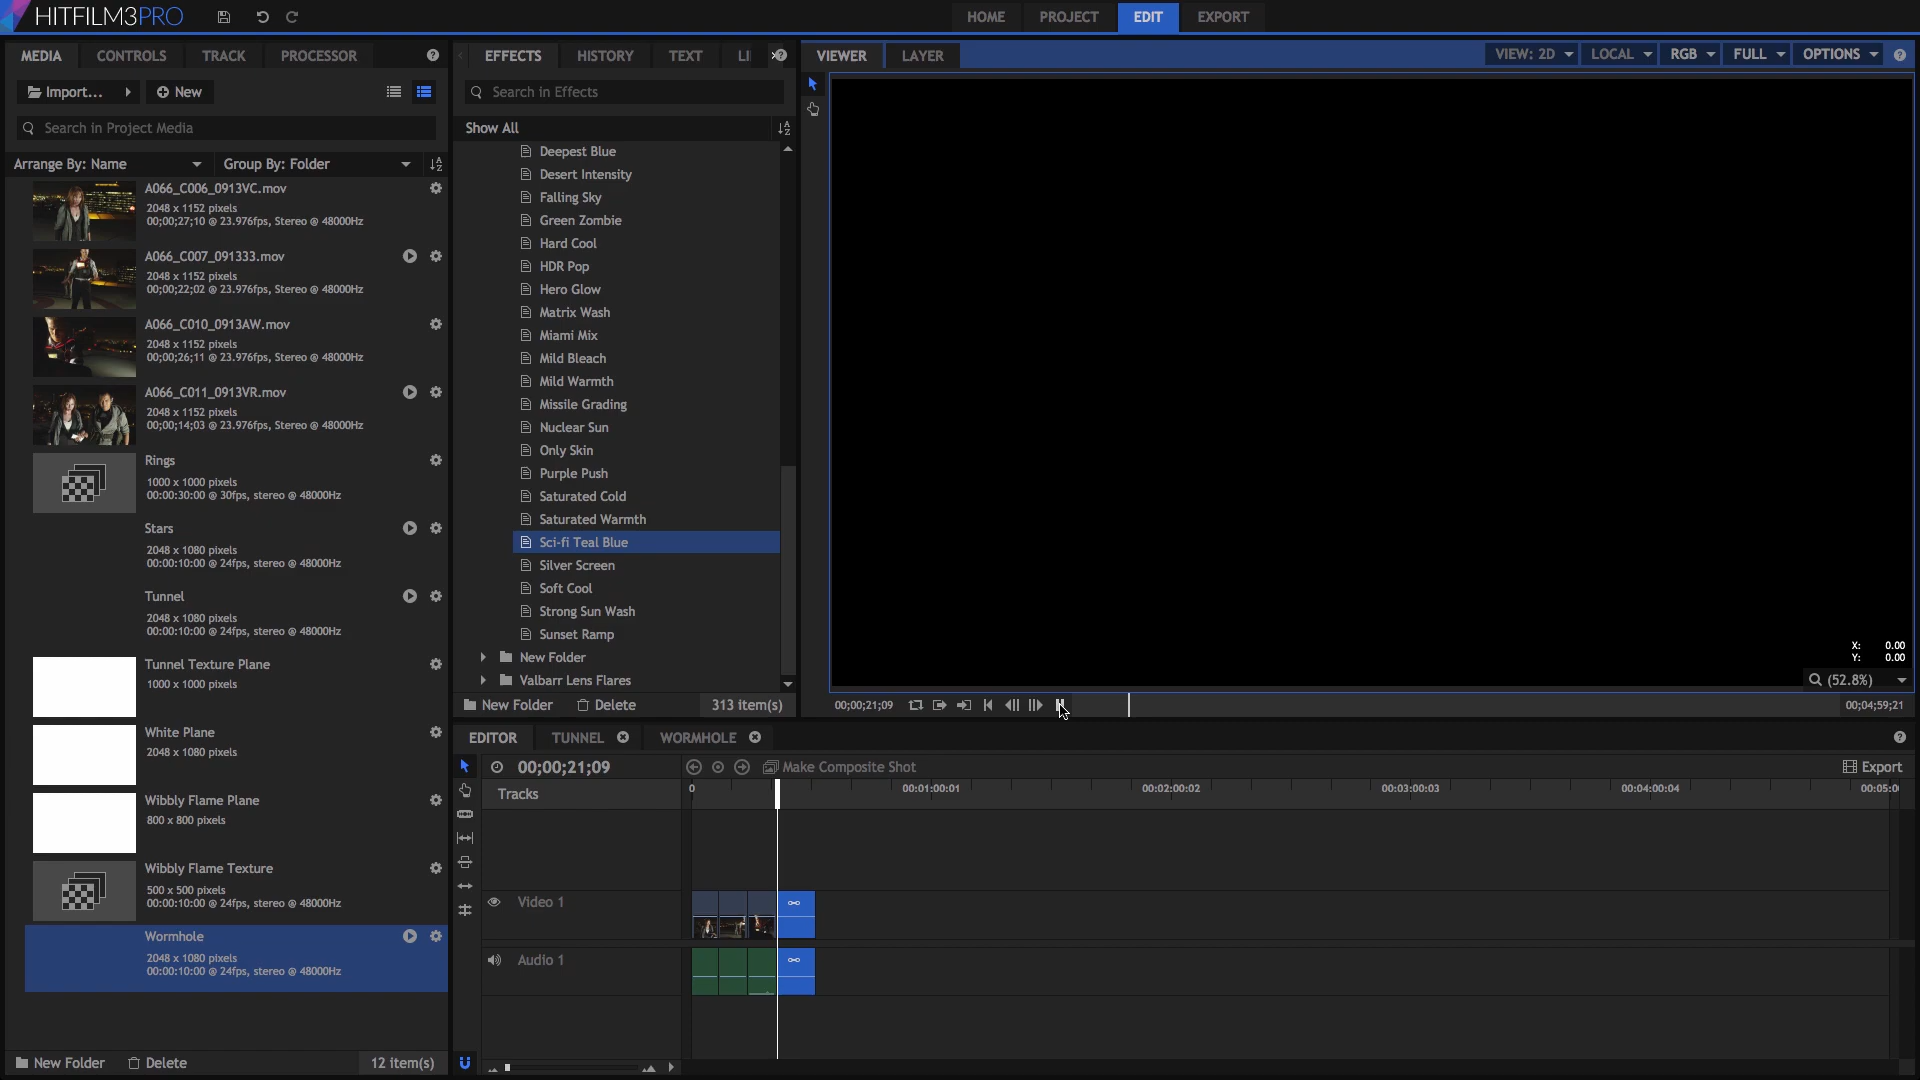 HITFILM3PRO
HOME PROJECT EDIT EXPORT
MEDIA CONTROLS TRACK PROCESSOR
Import... New
Search in Project Media
Arrange By: Name Group By: Folder
A066_C006_0913VC.mov
2048 x 1152 pixels
00;00;27;10 @ 23.976fps, Stereo @ 48000Hz
A066_C007_091333.mov
2048 x 1152 pixels
00;00;22;02 @ 23.976fps, Stereo @ 48000Hz
A066_C010_0913AW.mov
2048 x 1152 pixels
00;00;26;11 @ 23.976fps, Stereo @ 48000Hz
A066_C011_0913VR.mov
2048 x 1152 pixels
00;00;14;03 @ 23.976fps, Stereo @ 48000Hz
Rings
1000 x 1000 pixels
00:00:30:00 @ 30fps, stereo @ 48000Hz
Stars
2048 x 1080 pixels
00:00:10:00 @ 24fps, stereo @ 48000Hz
Tunnel
2048 x 1080 pixels
00:00:10:00 @ 24fps, stereo @ 48000Hz
Tunnel Texture Plane
1000 x 1000 pixels
White Plane
2048 x 1080 pixels
Wibbly Flame Plane
800 x 800 pixels
Wibbly Flame Texture
500 x 500 pixels
00:00:10:00 @ 24fps, stereo @ 48000Hz
Wormhole
2048 x 1080 pixels
00:00:10:00 @ 24fps, stereo @ 48000Hz
New Folder Delete 12 item(s)
EFFECTS HISTORY TEXT LI
Search in Effects
Show All
Deepest Blue
Desert Intensity
Falling Sky
Green Zombie
Hard Cool
HDR Pop
Hero Glow
Matrix Wash
Miami Mix
Mild Bleach
Mild Warmth
Missile Grading
Nuclear Sun
Only Skin
Purple Push
Saturated Cold
Saturated Warmth
Sci-fi Teal Blue
Silver Screen
Soft Cool
Strong Sun Wash
Sunset Ramp
New Folder
Valbarr Lens Flares
New Folder Delete 313 item(s)
VIEWER LAYER VIEW: 2D LOCAL RGB FULL OPTIONS
X: 0.00
Y: 0.00
(52.8%)
00;00;21;09 00;04;59;21
EDITOR TUNNEL WORMHOLE
00;00;21;09 Make Composite Shot Export
Tracks 0 00:01:00:01 00:02:00:02 00:03:00:03 00:04:00:04 00:05:0
Video 1
Audio 1